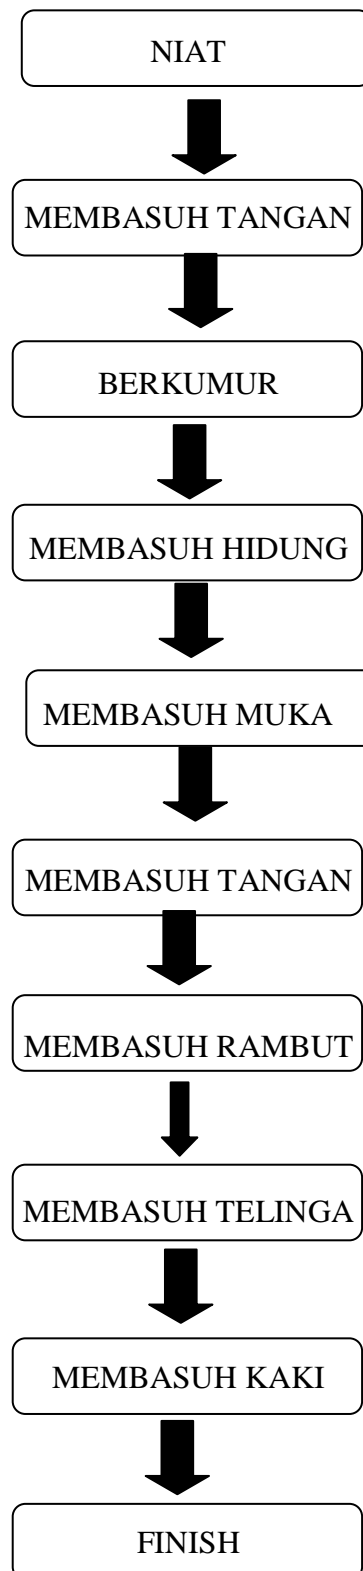 NIAT
MEMBASUH TANGAN
BERKUMUR
MEMBASUH HIDUNG
MEMBASUH MUKA
MEMBASUH TANGAN
MEMBASUH RAMBUT
MEMBASUH TELINGA
MEMBASUH KAKI
FINISH